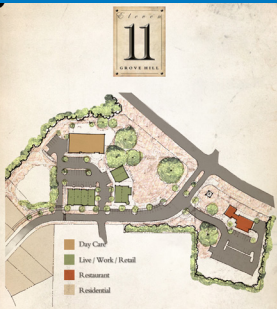 Eleven
11
GROVE HILL
Day Care
Live / Work / Retail
Restaurant
Residential